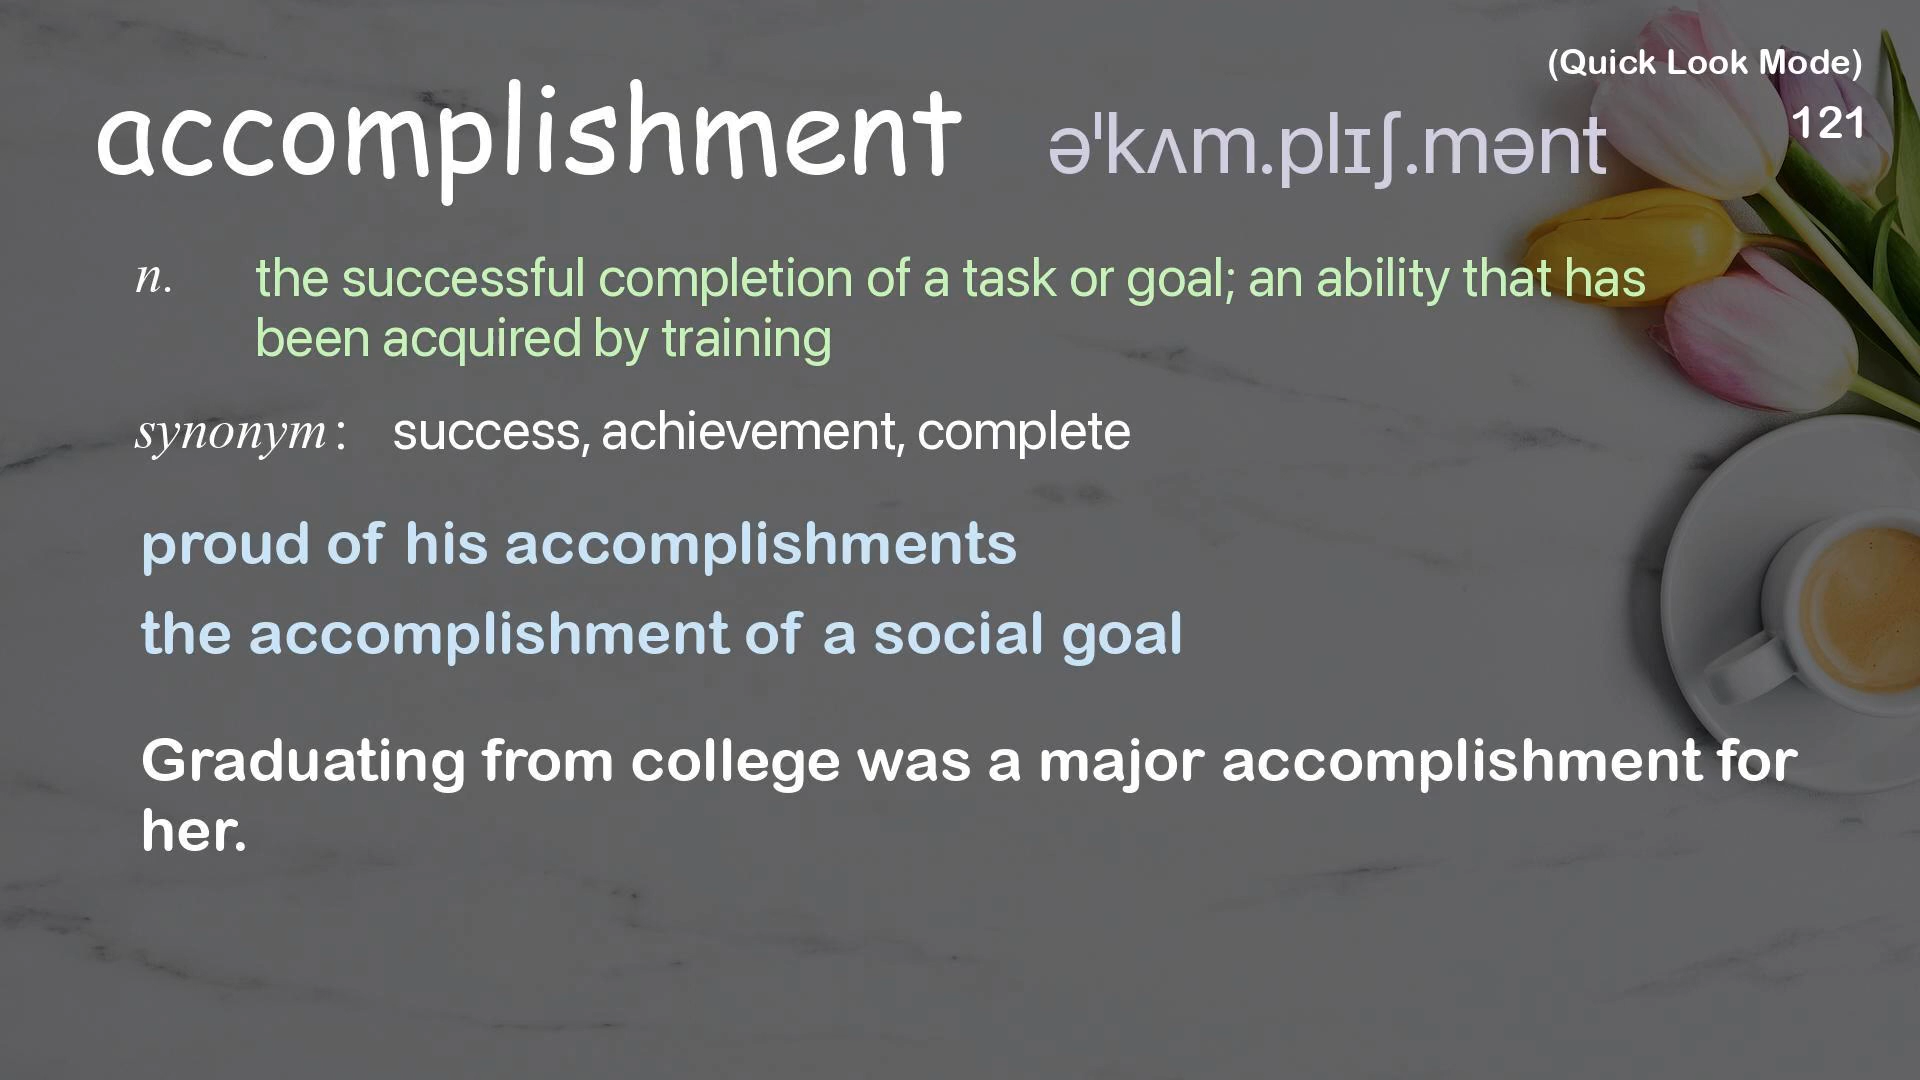 (Quick Look Mode)
121
accomplishment əˈkʌm.plɪʃ.mənt
n. the successful completion of a task or goal; an ability that has
been acquired by training
synonym: success, achievement, complete
proud of his accomplishments
the accomplishment of a social goal
Graduating from college was a major accomplishment for
her.